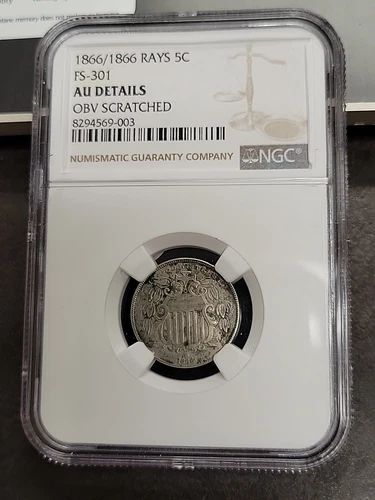 1866/1866 RAYS 5C
FS-301
AU DETAILS
OBV SCRATCHED
8294569-003
NUMISMATIC GUARANTY COMPANY
NGC®